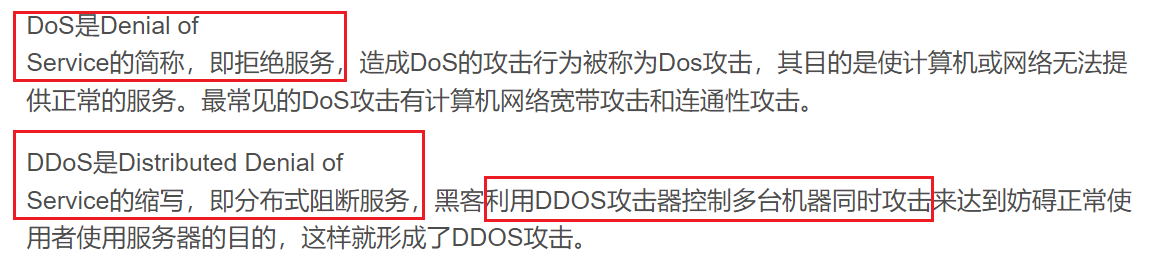 DoS是Denial of
Service的简称，即拒绝服务，造成DoS的攻击行为被称为Dos攻击，其目的是使计算机或网络无法提
供正常的服务。最常见的DoS攻击有计算机网络宽带攻击和连通性攻击。
DDoS是Distributed Denial of
Service的缩写，即分布式阻断服务，黑客利用DDOS攻击器控制多台机器同时攻击来达到妨碍正常使
用者使用服务器的目的，这样就形成了DDOS攻击。